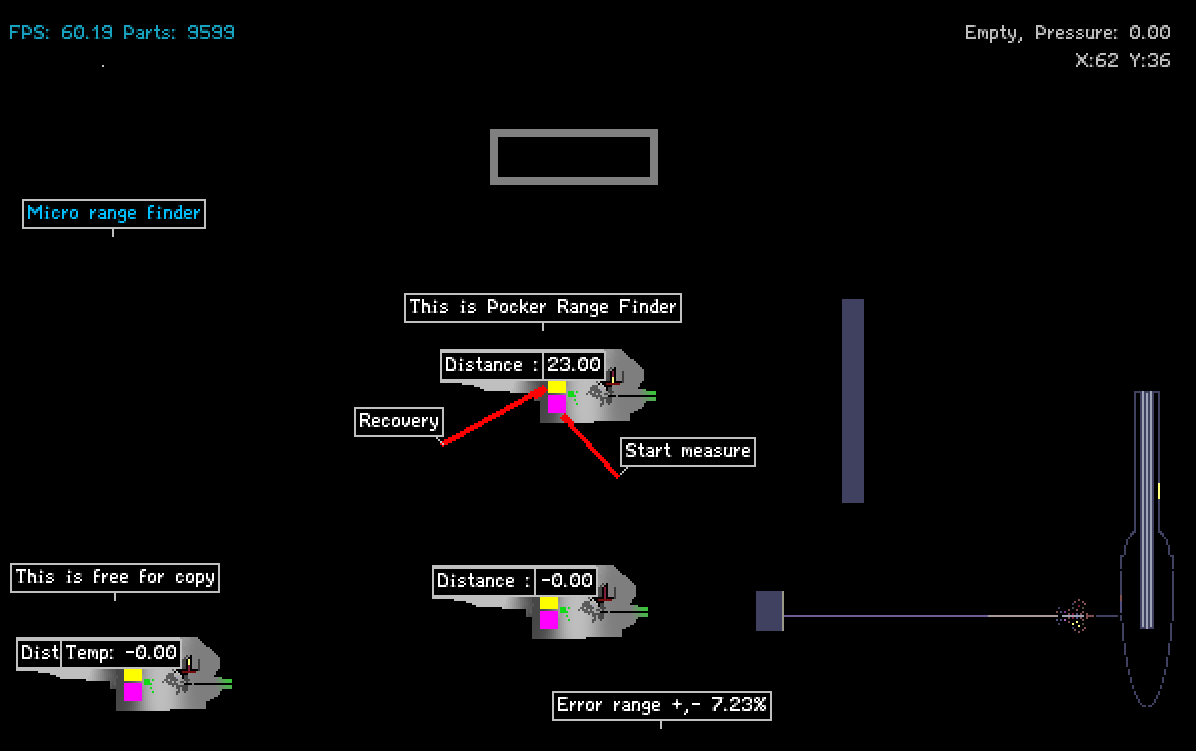 FPS: 60.19 Parts: 9599
Empty, Pressure: 0.00
X:62 Y:36
Micro range finder
This is Pocker Range Finder
Distance : 23.00
Recovery
Start measure
This is free for copy
Distance : -0.00
Dist Temp: -0.00
Error range +,- 7.23%